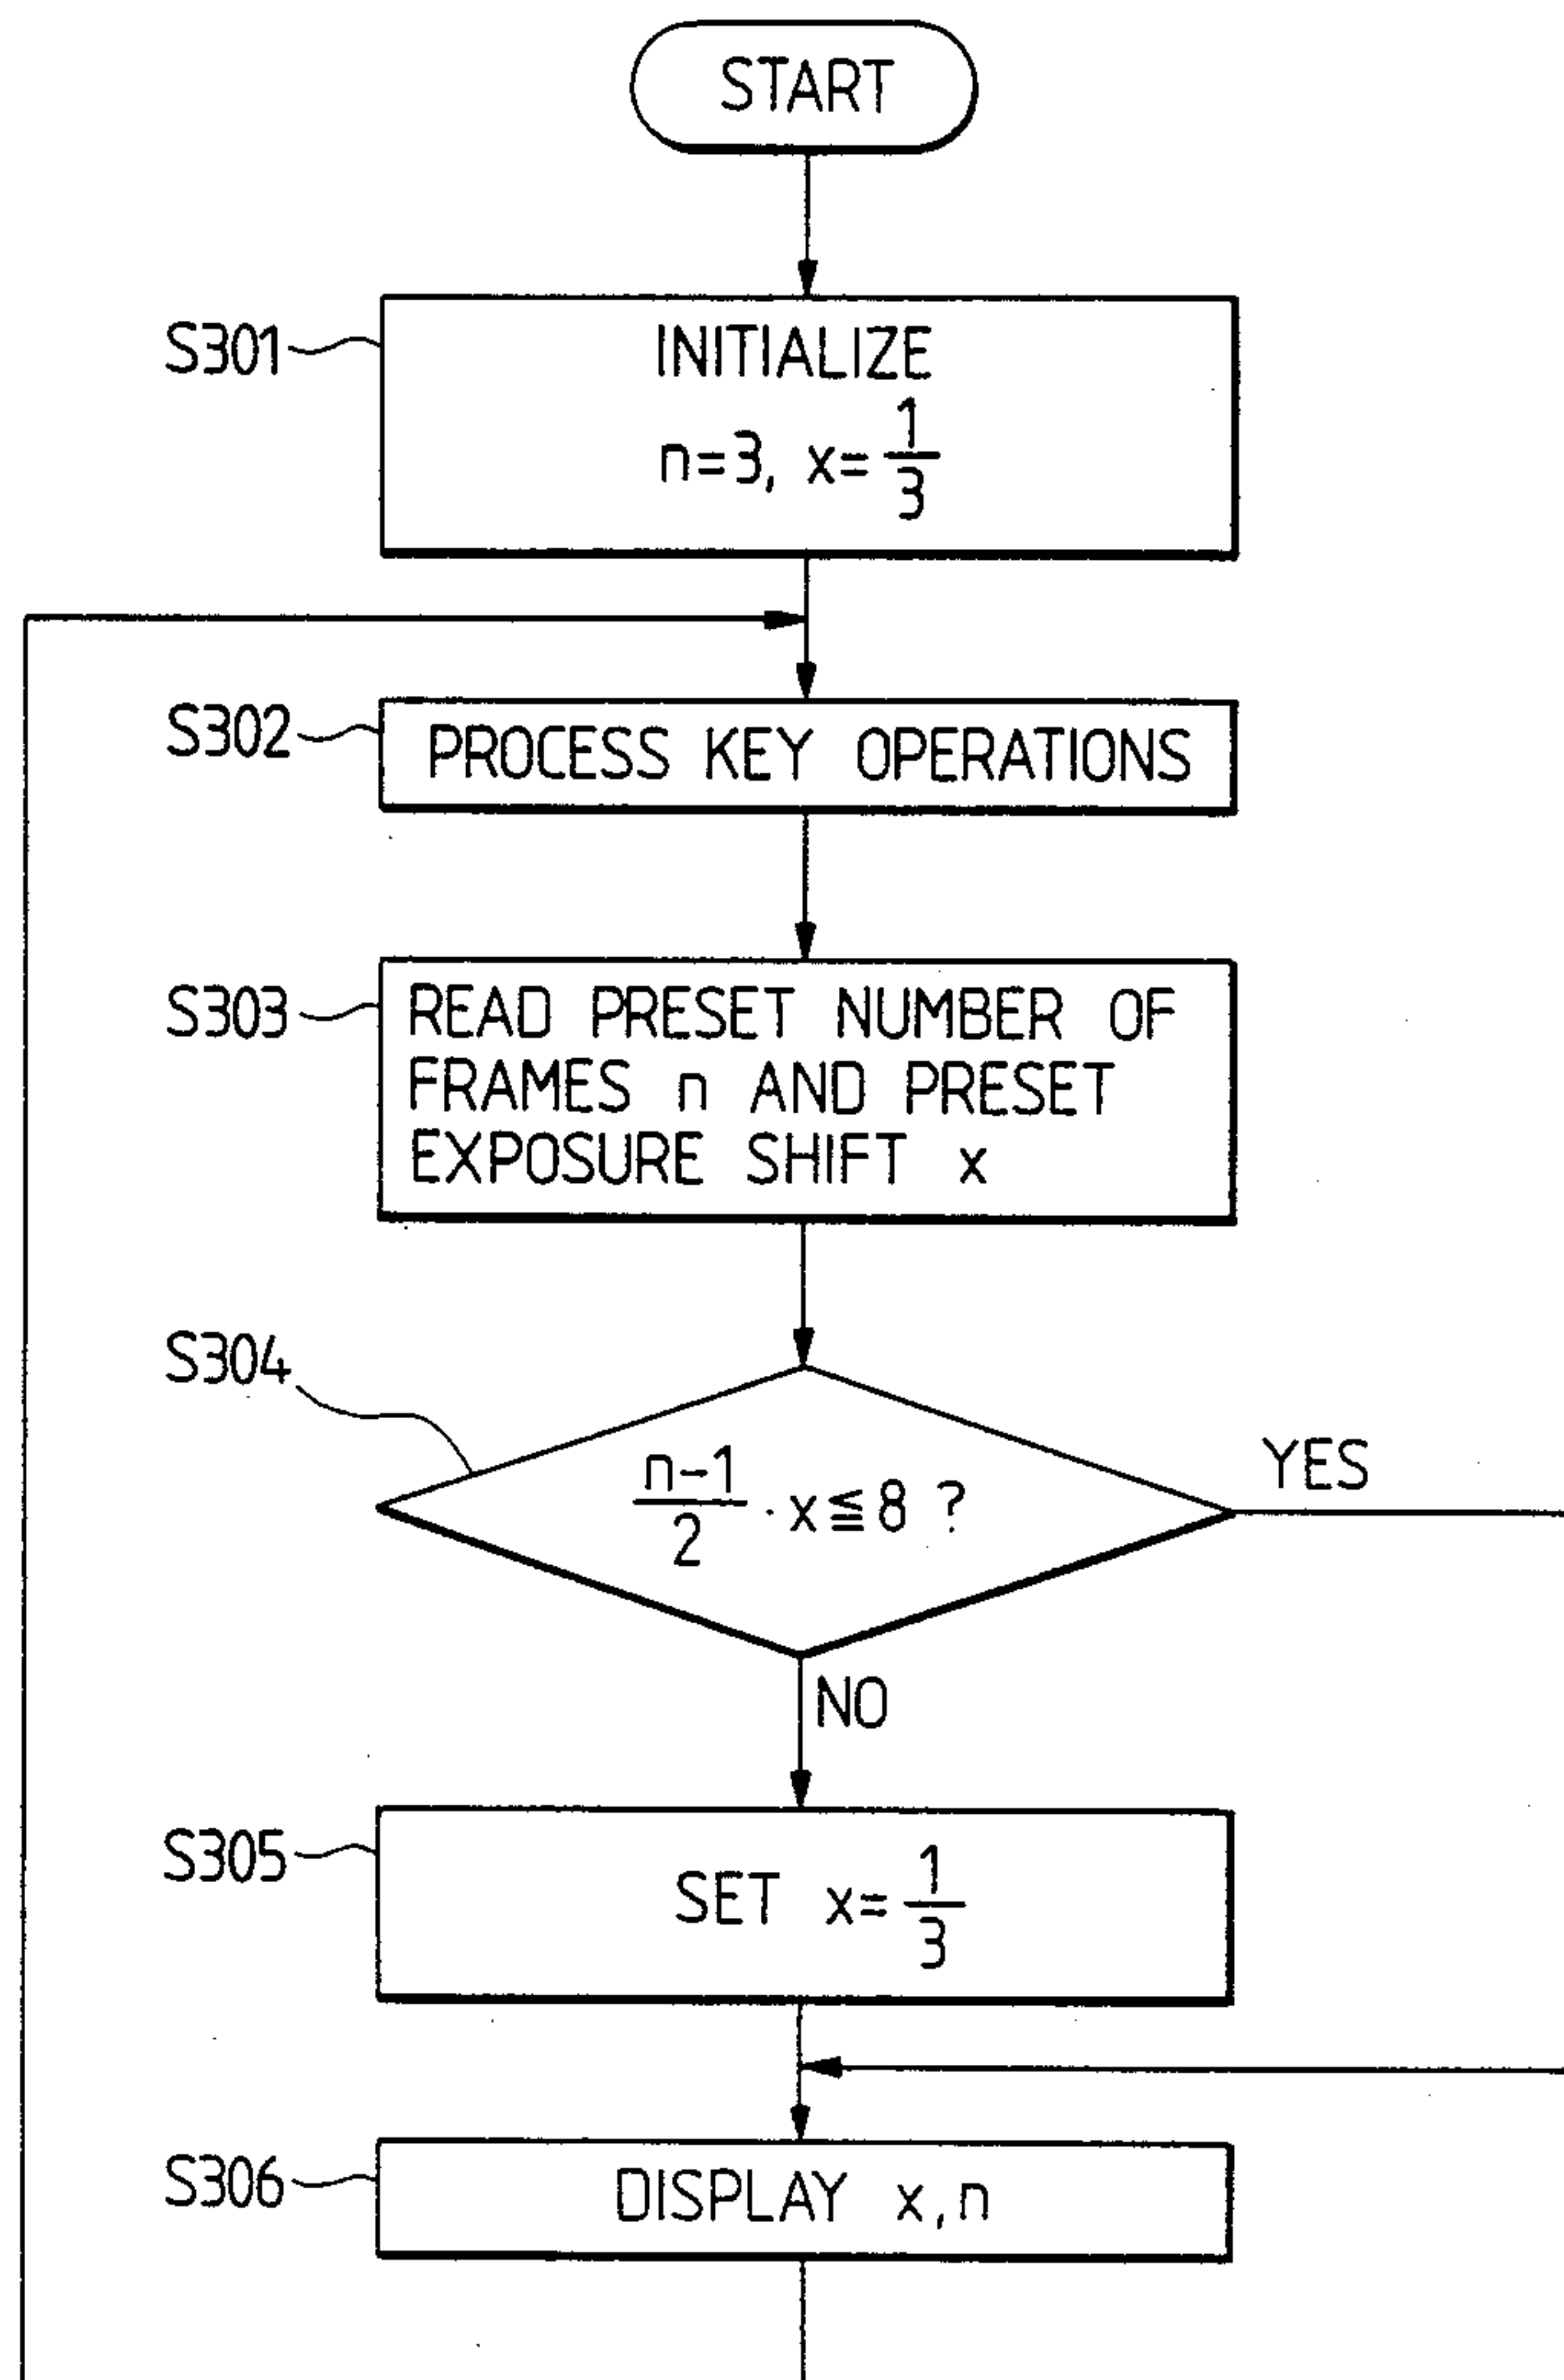 START
S301
INITIALIZE
n=3, x=1/3
S302
PROCESS KEY OPERATIONS
S303
READ PRESET NUMBER OF
FRAMES n AND PRESET
EXPOSURE SHIFT x
S304
n-1/2 · x≦8 ?
YES
NO
S305
SET x=1/3
S306
DISPLAY x,n